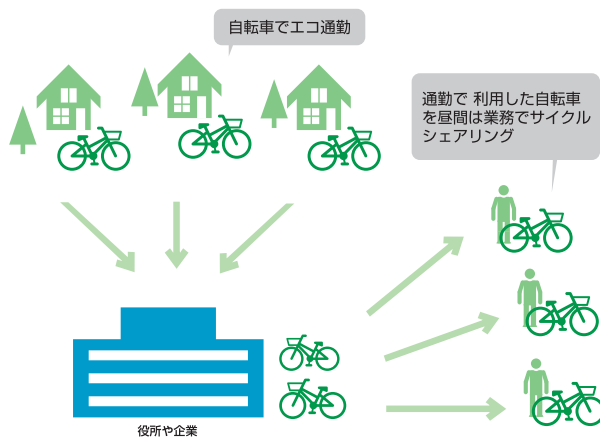 自転車でエコ通勤
通勤で 利用した自転車
を昼間は業務でサイクル
シェアリング
役所や企業